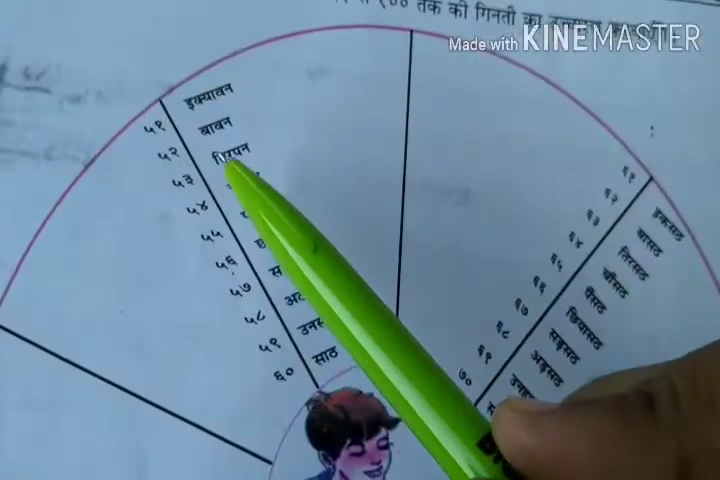 १०० तक की गिनती का
Made with KINEMASTER
५१ इक्यावन
५२ बावन
५३ तिरपन
५४
५५
५६
५७
५८
५९ उनस
६० साठ
६१ इकसठ
६२ बासठ
६३ तिरसठ
६४ चौंसठ
६५ पैंसठ
६६ छियासठ
६७ सड़सठ
६८ अड़सठ
६९
७०